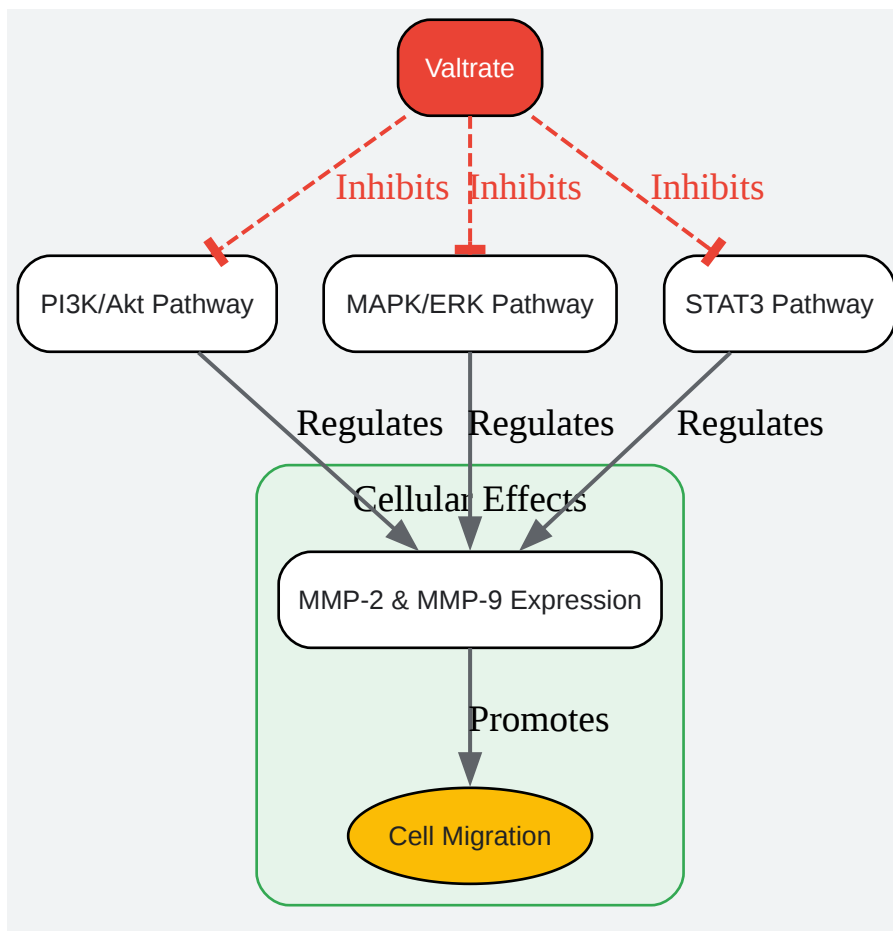 Valtrate
Inhibits Inhibits Inhibits
PI3K/Akt Pathway MAPK/ERK Pathway STAT3 Pathway
Regulates Regulates Regulates
Cellular Effects
MMP-2 & MMP-9 Expression
Promotes
Cell Migration